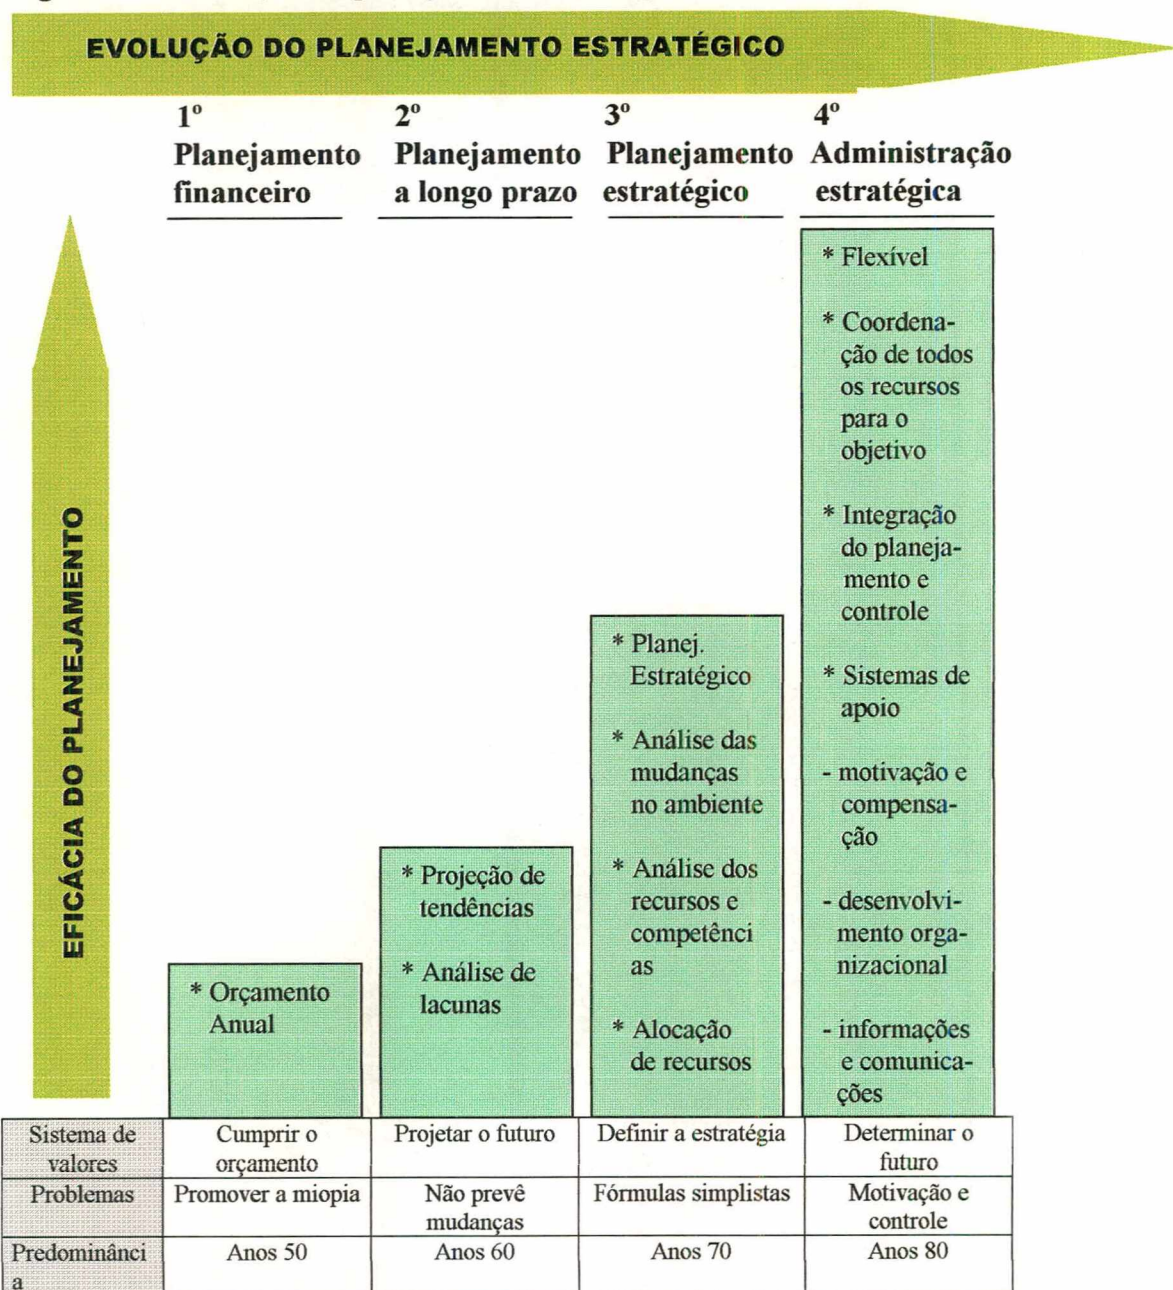 EVOLUÇÃO DO PLANEJAMENTO ESTRATÉGICO
1º
Planejamento
financeiro
2º
Planejamento
a longo prazo
3º
Planejamento
estratégico
4º
Administração
estratégica
EFICÁCIA DO PLANEJAMENTO
* Orçamento
Anual
* Projeção de
tendências
* Análise de
lacunas
* Planej.
Estratégico
* Análise das
mudanças
no ambiente
* Análise dos
recursos e
competênci
as
* Alocação
de recursos
* Flexível
* Coordena-
ção de todos
os recursos
para o
objetivo
* Integração
do planeja-
mento e
controle
* Sistemas de
apoio
- motivação e
compensa-
ção
- desenvolvi-
mento orga-
nizacional
- informações
e comunica-
ções
Sistema de
valores
Cumprir o
orçamento
Projetar o futuro
Definir a estratégia
Determinar o
futuro
Problemas
Promover a miopia
Não prevê
mudanças
Fórmulas simplistas
Motivação e
controle
Predominânci
a
Anos 50
Anos 60
Anos 70
Anos 80